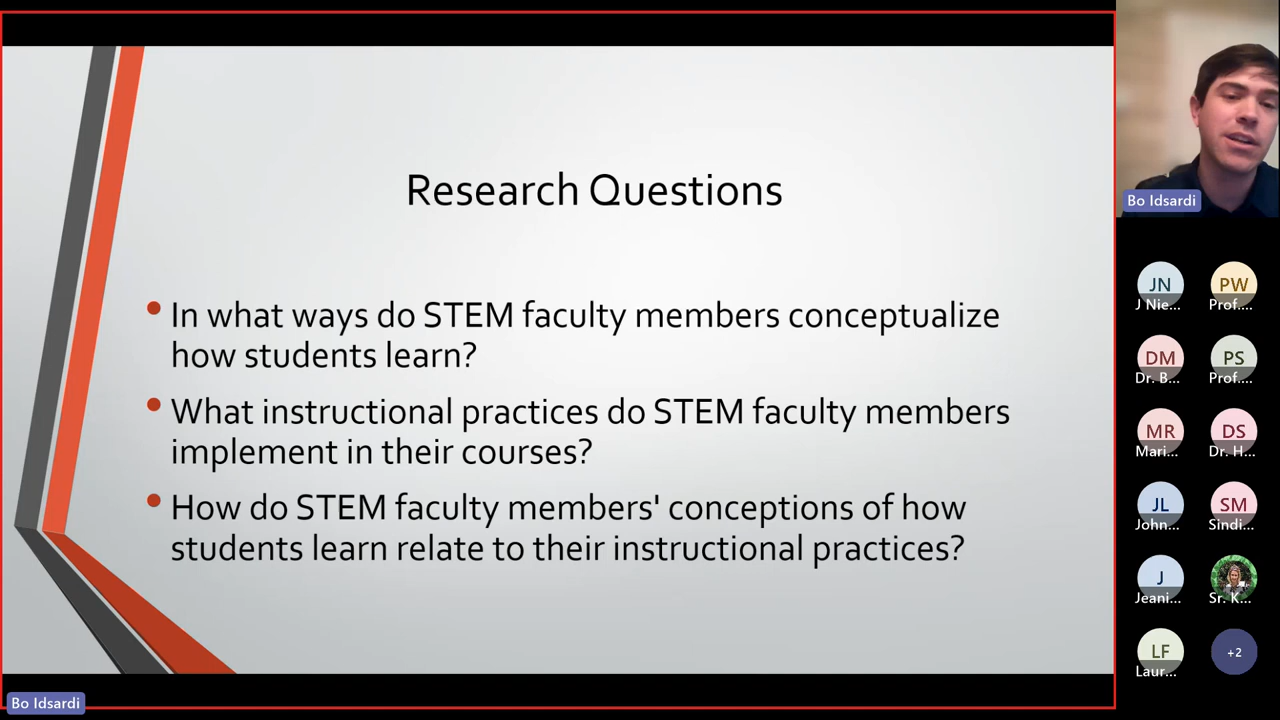 Research Questions
In what ways do STEM faculty members conceptualize
how students learn?
What instructional practices do STEM faculty members
implement in their courses?
How do STEM faculty members' conceptions of how
students learn relate to their instructional practices?
Bo Idsardi
Bo Idsardi
JN
J Nie...
PW
Prof....
DM
Dr. B...
PS
Prof....
MR
Mari...
DS
Dr. H...
JL
John...
SM
Sindi...
J
Jeani...
Sr. K...
LF
Laur...
+2